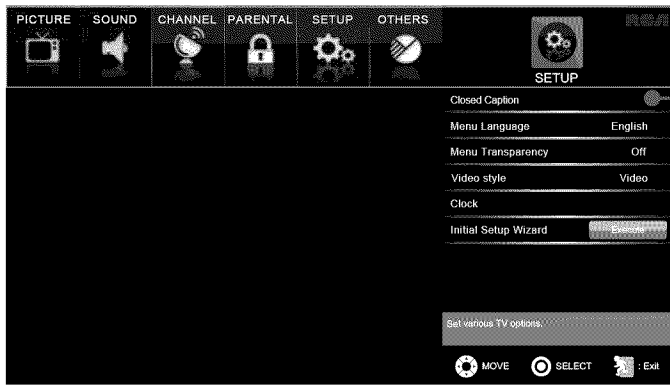 PICTURE SOUND CHANNEL PARENTAL SETUP OTHERS
RCA
SETUP
Closed Caption
Menu Language English
Menu Transparency Off
Video style Video
Clock
Initial Setup Wizard Execute
Set various TV options.
MOVE SELECT : Exit